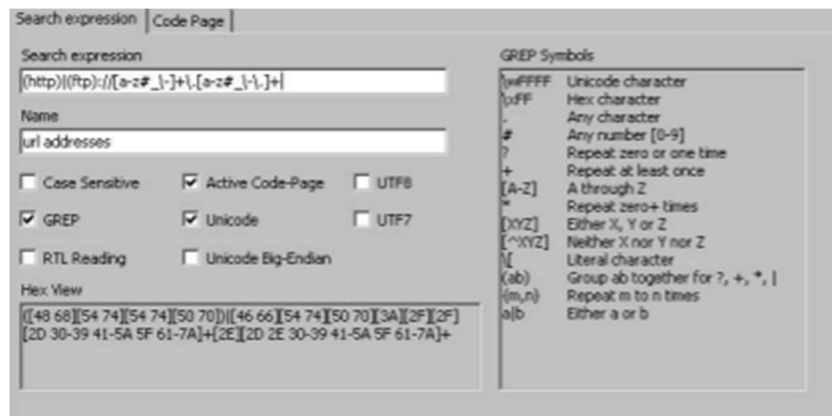 Search expression
Code Page
Search expression
(http)|(ftp)://[a-z#_\-]+\.[a-z#_\-\.]+
Name
url addresses
Case Sensitive
Active Code-Page
UTF8
GREP
Unicode
UTF7
RTL Reading
Unicode Big-Endian
Hex View
([48 68][54 74][54 74][50 70])|([46 66][54 74][50 70][3A][2F][2F]
[2D 30-39 41-5A 5F 61-7A]+[2E][2D 2E 30-39 41-5A 5F 61-7A]+
GREP Symbols
\wFFFF Unicode character
\xFF Hex character
. Any character
# Any number [0-9]
? Repeat zero or one time
+ Repeat at least once
[A-Z] A through Z
* Repeat zero+ times
[XYZ] Either X, Y or Z
[^XYZ] Neither X nor Y nor Z
\[ Literal character
(ab) Group ab together for ?, +, *, |
{m,n} Repeat m to n times
a|b Either a or b